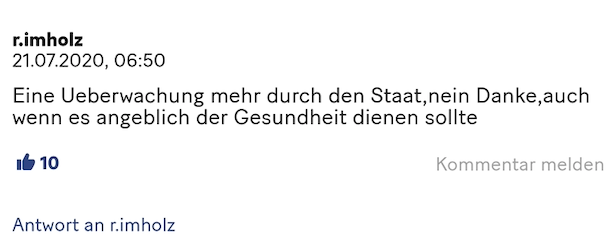 r.imholz
21.07.2020, 06:50
Eine Ueberwachung mehr durch den Staat,nein Danke,auch
wenn es angeblich der Gesundheit dienen sollte
10
Kommentar melden
Antwort an r.imholz